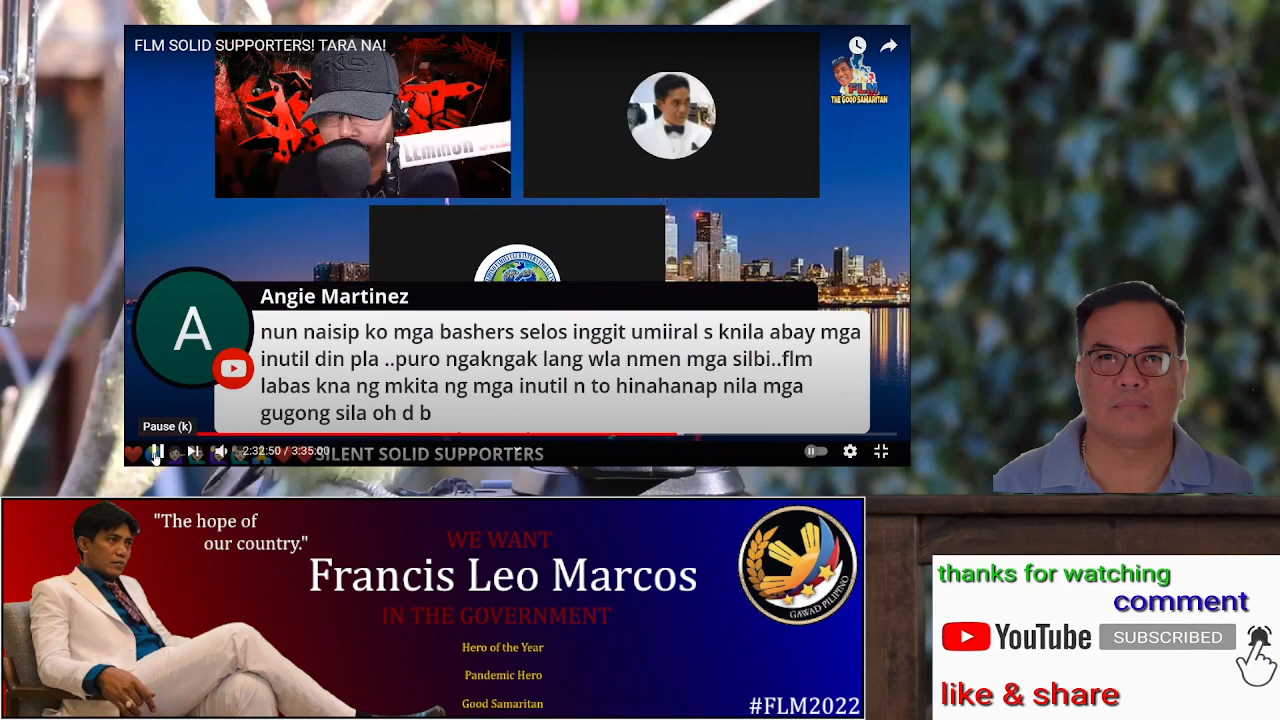 FLM SOLID SUPPORTERS! TARA NA!
FLM
THE GOOD SAMARITAN
Angie Martinez
A
nun naisip ko mga bashers selos inggit umiiral s knila abay mga
inutil din pla ..puro ngakngak lang wla nmen mga silbi..flm
labas kna ng mkita ng mga inutil n to hinahanap nila mga
gugong sila oh d b
Pause (k)
2:32:50 / 3:35:00
SILENT SOLID SUPPORTERS
"The hope of
our country."
WE WANT
Francis Leo Marcos
IN THE GOVERNMENT
Hero of the Year
Pandemic Hero
Good Samaritan
GAWAD PILIPINO
#FLM2022
thanks for watching
comment
YouTube SUBSCRIBED
like & share